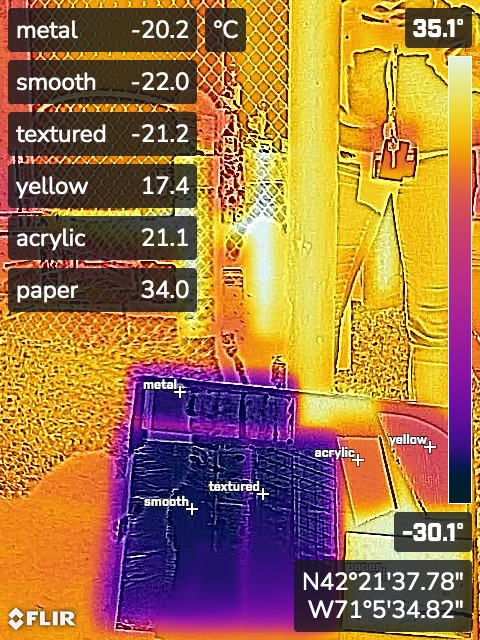 metal -20.2 °C
35.1°
smooth -22.0
textured -21.2
yellow 17.4
acrylic 21.1
paper 34.0
metal
yellow
acrylic
textured
smooth
-30.1°
paper
N42°21'37.78"
W71°5'34.82"
FLIR